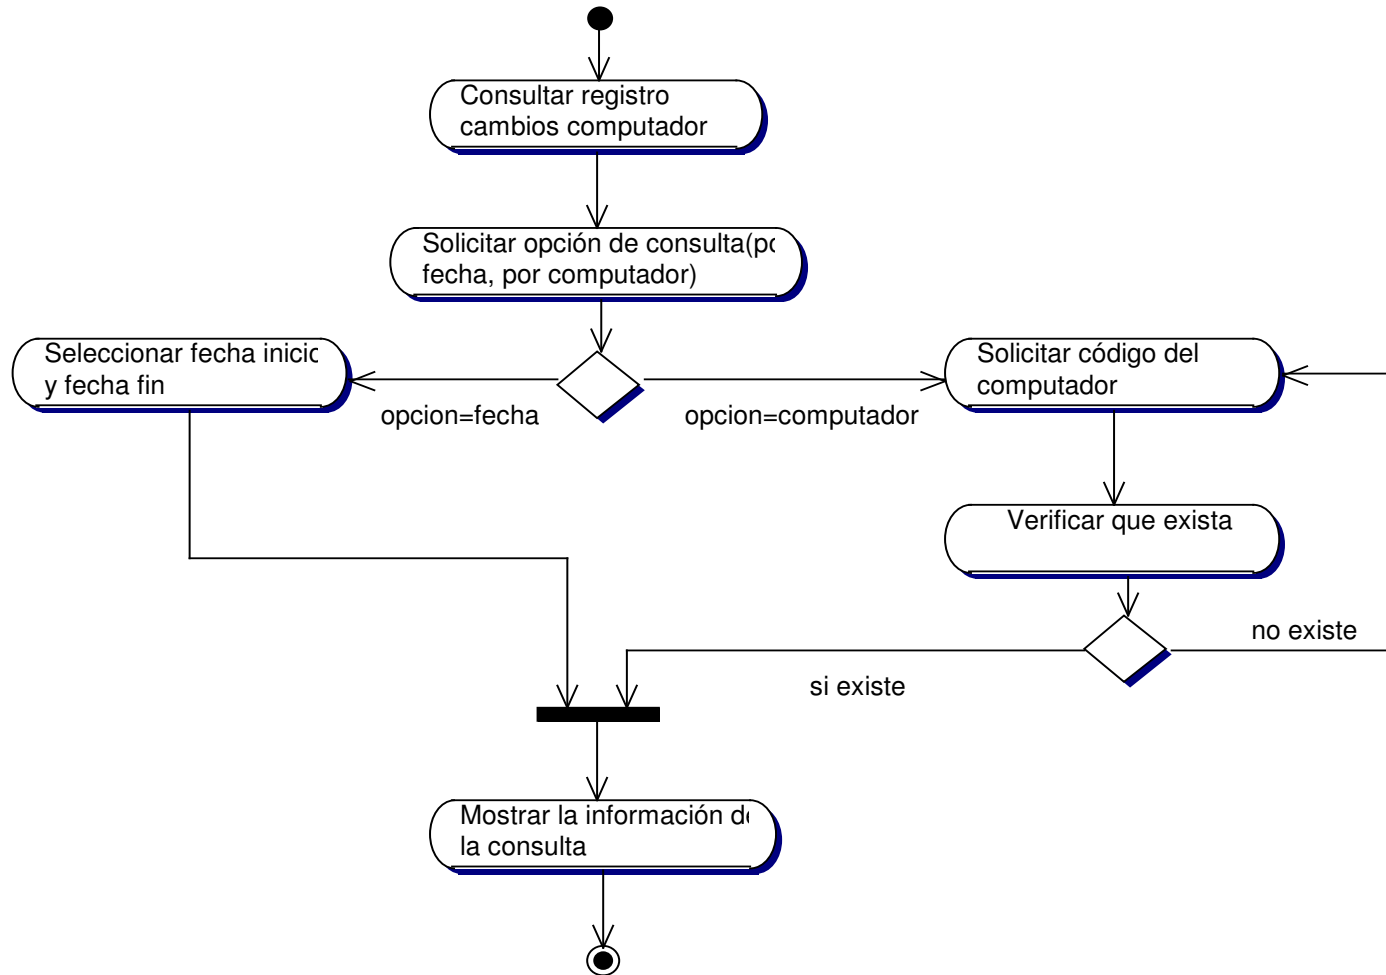 Consultar registro
cambios computador
Solicitar opción de consulta(po
fecha, por computador)
Seleccionar fecha inicio
y fecha fin
Solicitar código del
computador
opcion=fecha
opcion=computador
Verificar que exista
no existe
si existe
Mostrar la información de
la consulta